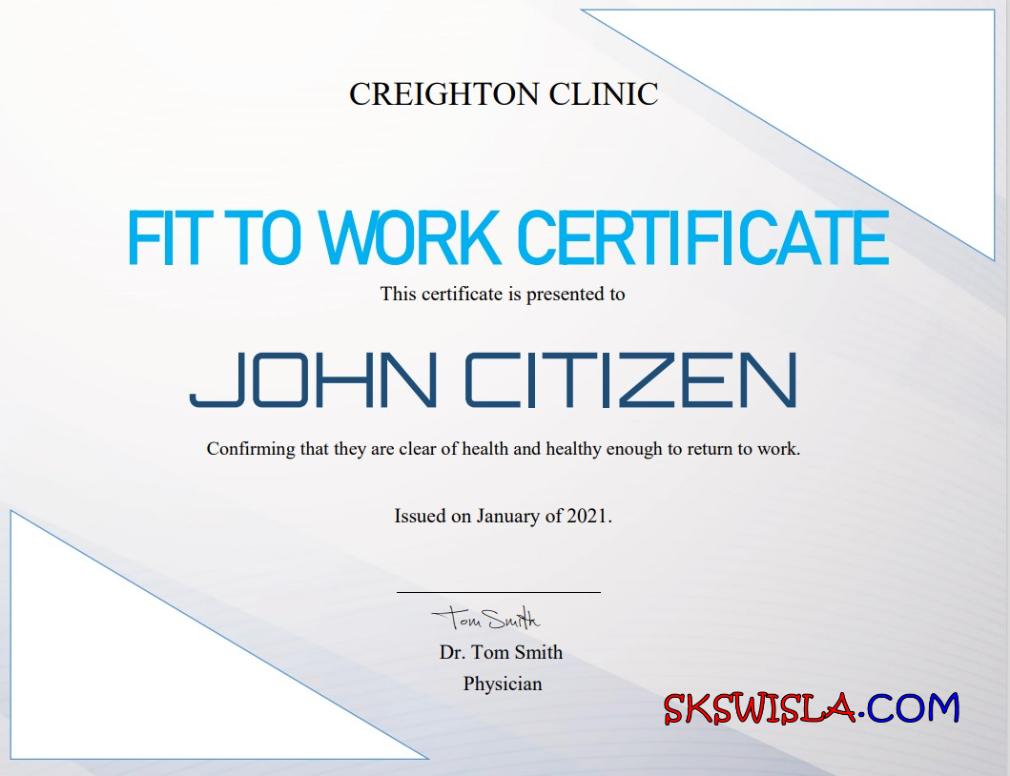 CREIGHTON CLINIC
FIT TO WORK CERTIFICATE
This certificate is presented to
JOHN CITIZEN
Confirming that they are clear of health and healthy enough to return to work.
Issued on January of 2021.
Tom Smith
Dr. Tom Smith
Physician
SKSWISLA.COM